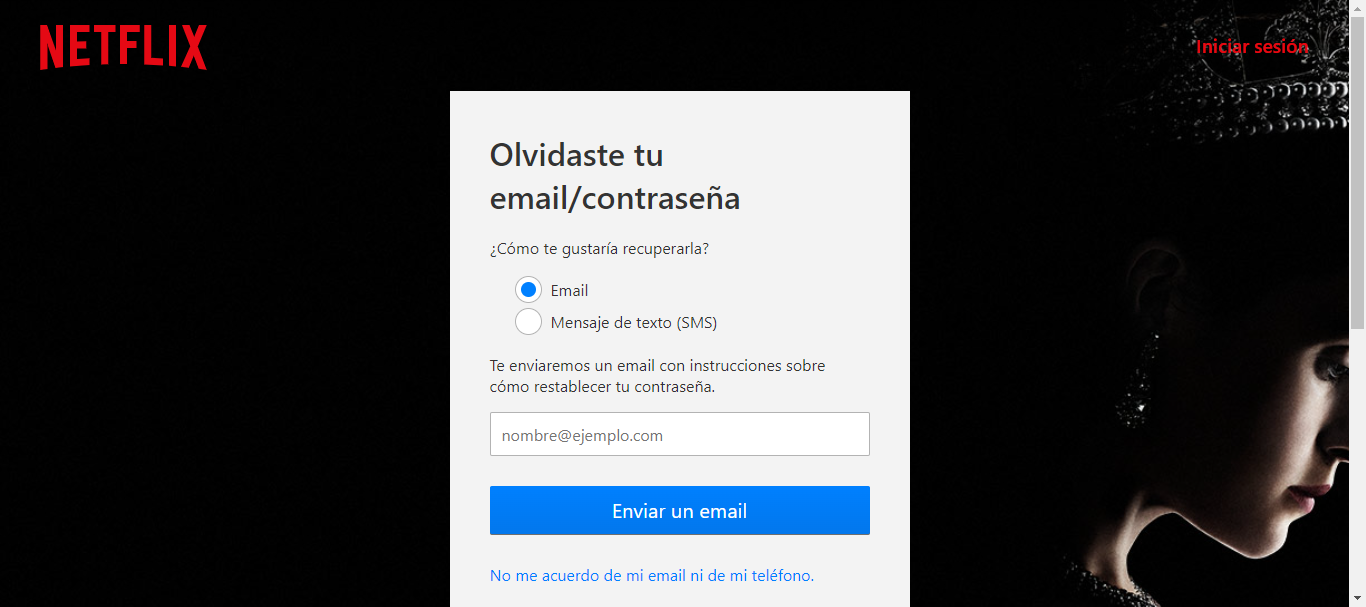 NETFLIX
Iniciar sesión
Olvidaste tu
email/contraseña
¿Cómo te gustaría recuperarla?
Email
Mensaje de texto (SMS)
Te enviaremos un email con instrucciones sobre
cómo restablecer tu contraseña.
nombre@ejemplo.com
Enviar un email
No me acuerdo de mi email ni de mi teléfono.